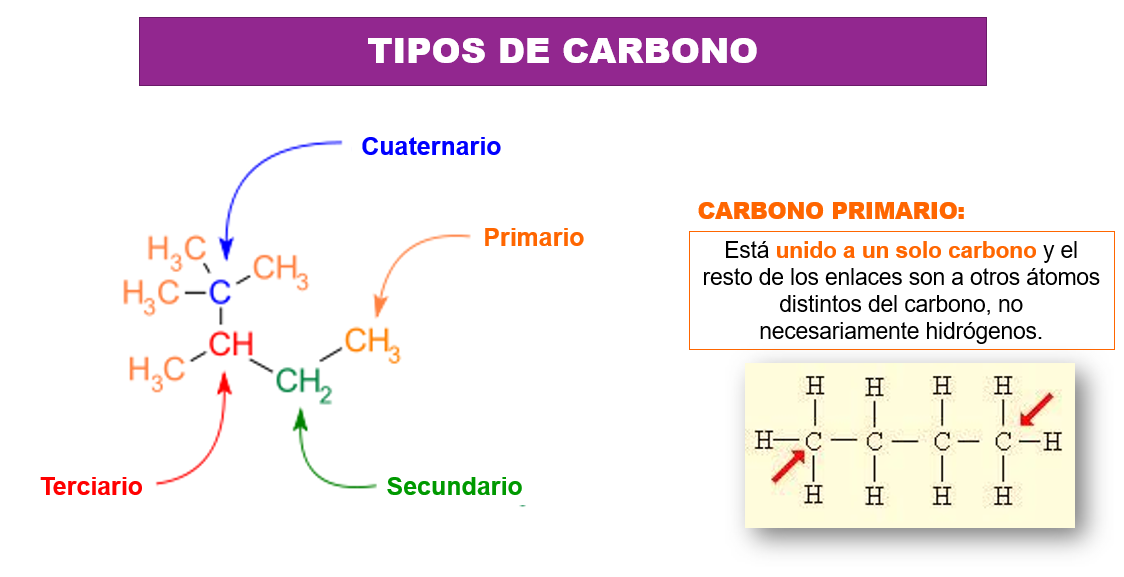 TIPOS DE CARBONO
Cuaternario
Primario
H3C
CH3
H3C
C
CH
CH3
H3C
CH2
Terciario
Secundario
CARBONO PRIMARIO:
Está unido a un solo carbono y el
resto de los enlaces son a otros átomos
distintos del carbono, no
necesariamente hidrógenos.
H H H H
H—C—C—C—C—H
H H H H